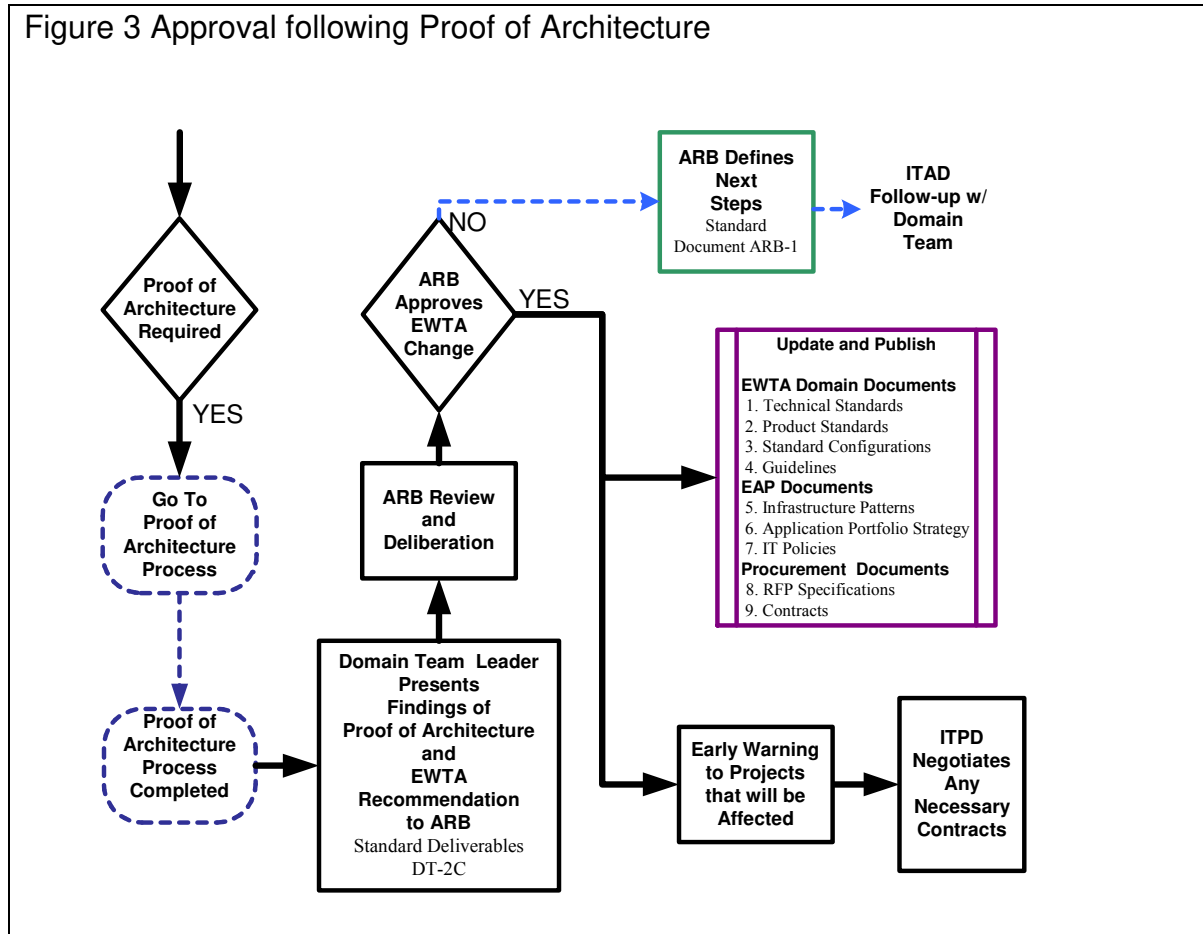 Figure 3 Approval following Proof of Architecture
Proof of
Architecture
Required
YES
Go To
Proof of
Architecture
Process
Proof of
Architecture
Process
Completed
Domain Team Leader
Presents
Findings of
Proof of Architecture
and
EWTA
Recommendation
to ARB
Standard Deliverables
DT-2C
ARB Review
and
Deliberation
ARB
Approves
EWTA
Change
NO
YES
ARB Defines
Next
Steps
Standard
Document ARB-1
ITAD
Follow-up w/
Domain
Team
Update and Publish
EWTA Domain Documents
1. Technical Standards
2. Product Standards
3. Standard Configurations
4. Guidelines
EAP Documents
5. Infrastructure Patterns
6. Application Portfolio Strategy
7. IT Policies
Procurement Documents
8. RFP Specifications
9. Contracts
Early Warning
to Projects
that will be
Affected
ITPD
Negotiates
Any
Necessary
Contracts